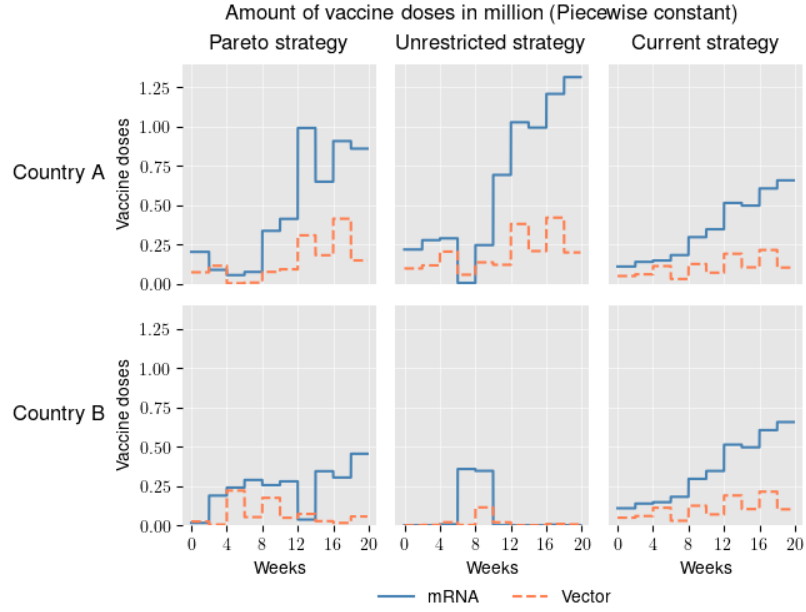 Amount of vaccine doses in million (Piecewise constant)
Pareto strategy Unrestricted strategy Current strategy
Country A
Vaccine doses
1.25
1.00
0.75
0.50
0.25
0.00
Country B
Vaccine doses
1.25
1.00
0.75
0.50
0.25
0.00
0 4 8 12 16 20 0 4 8 12 16 20 0 4 8 12 16 20
Weeks Weeks Weeks
mRNA Vector